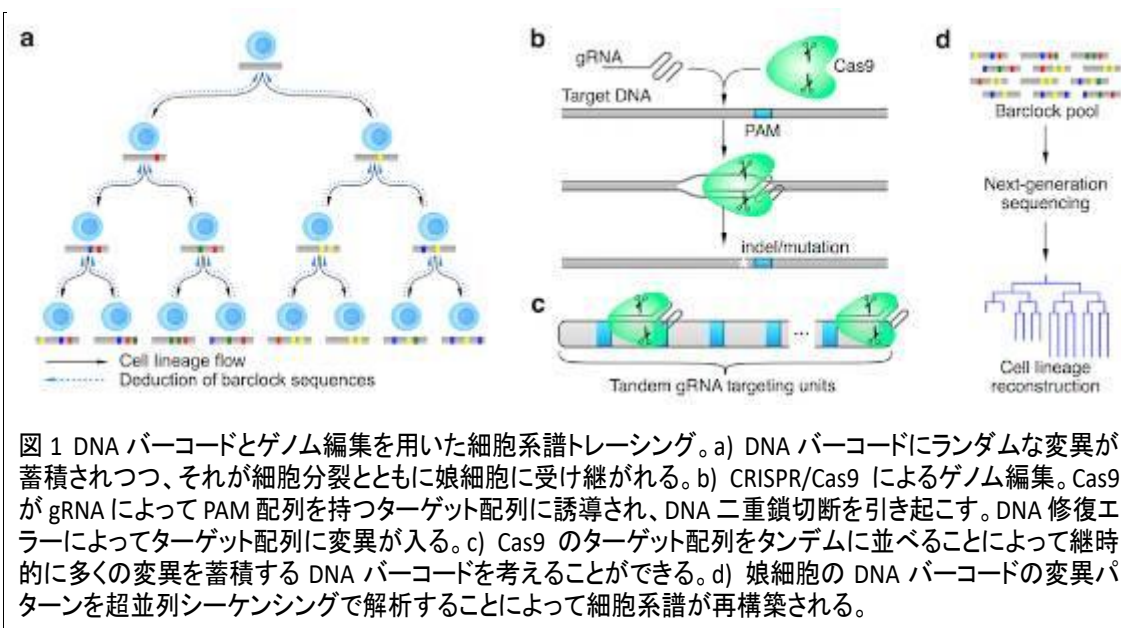 a
b
d
gRNA
Cas9
Target DNA
PAM
Barclock pool
Next-generation
sequencing
indel/mutation
c
...
Cell lineage flow
Deduction of barclock sequences
Tandem gRNA targeting units
Cell lineage
reconstruction
図 1 DNA バーコードとゲノム編集を用いた細胞系譜トレーシング。a) DNA バーコードにランダムな変異が
蓄積されつつ、それが細胞分裂とともに娘細胞に受け継がれる。b) CRISPR/Cas9 によるゲノム編集。Cas9
が gRNA によって PAM 配列を持つターゲット配列に誘導され、DNA 二重鎖切断を引き起こす。DNA 修復エ
ラーによってターゲット配列に変異が入る。c) Cas9 のターゲット配列をタンデムに並べることによって継時
的に多くの変異を蓄積する DNA バーコードを考えることができる。d) 娘細胞の DNA バーコードの変異パ
ターンを超並列シーケンシングで解析することによって細胞系譜が再構築される。